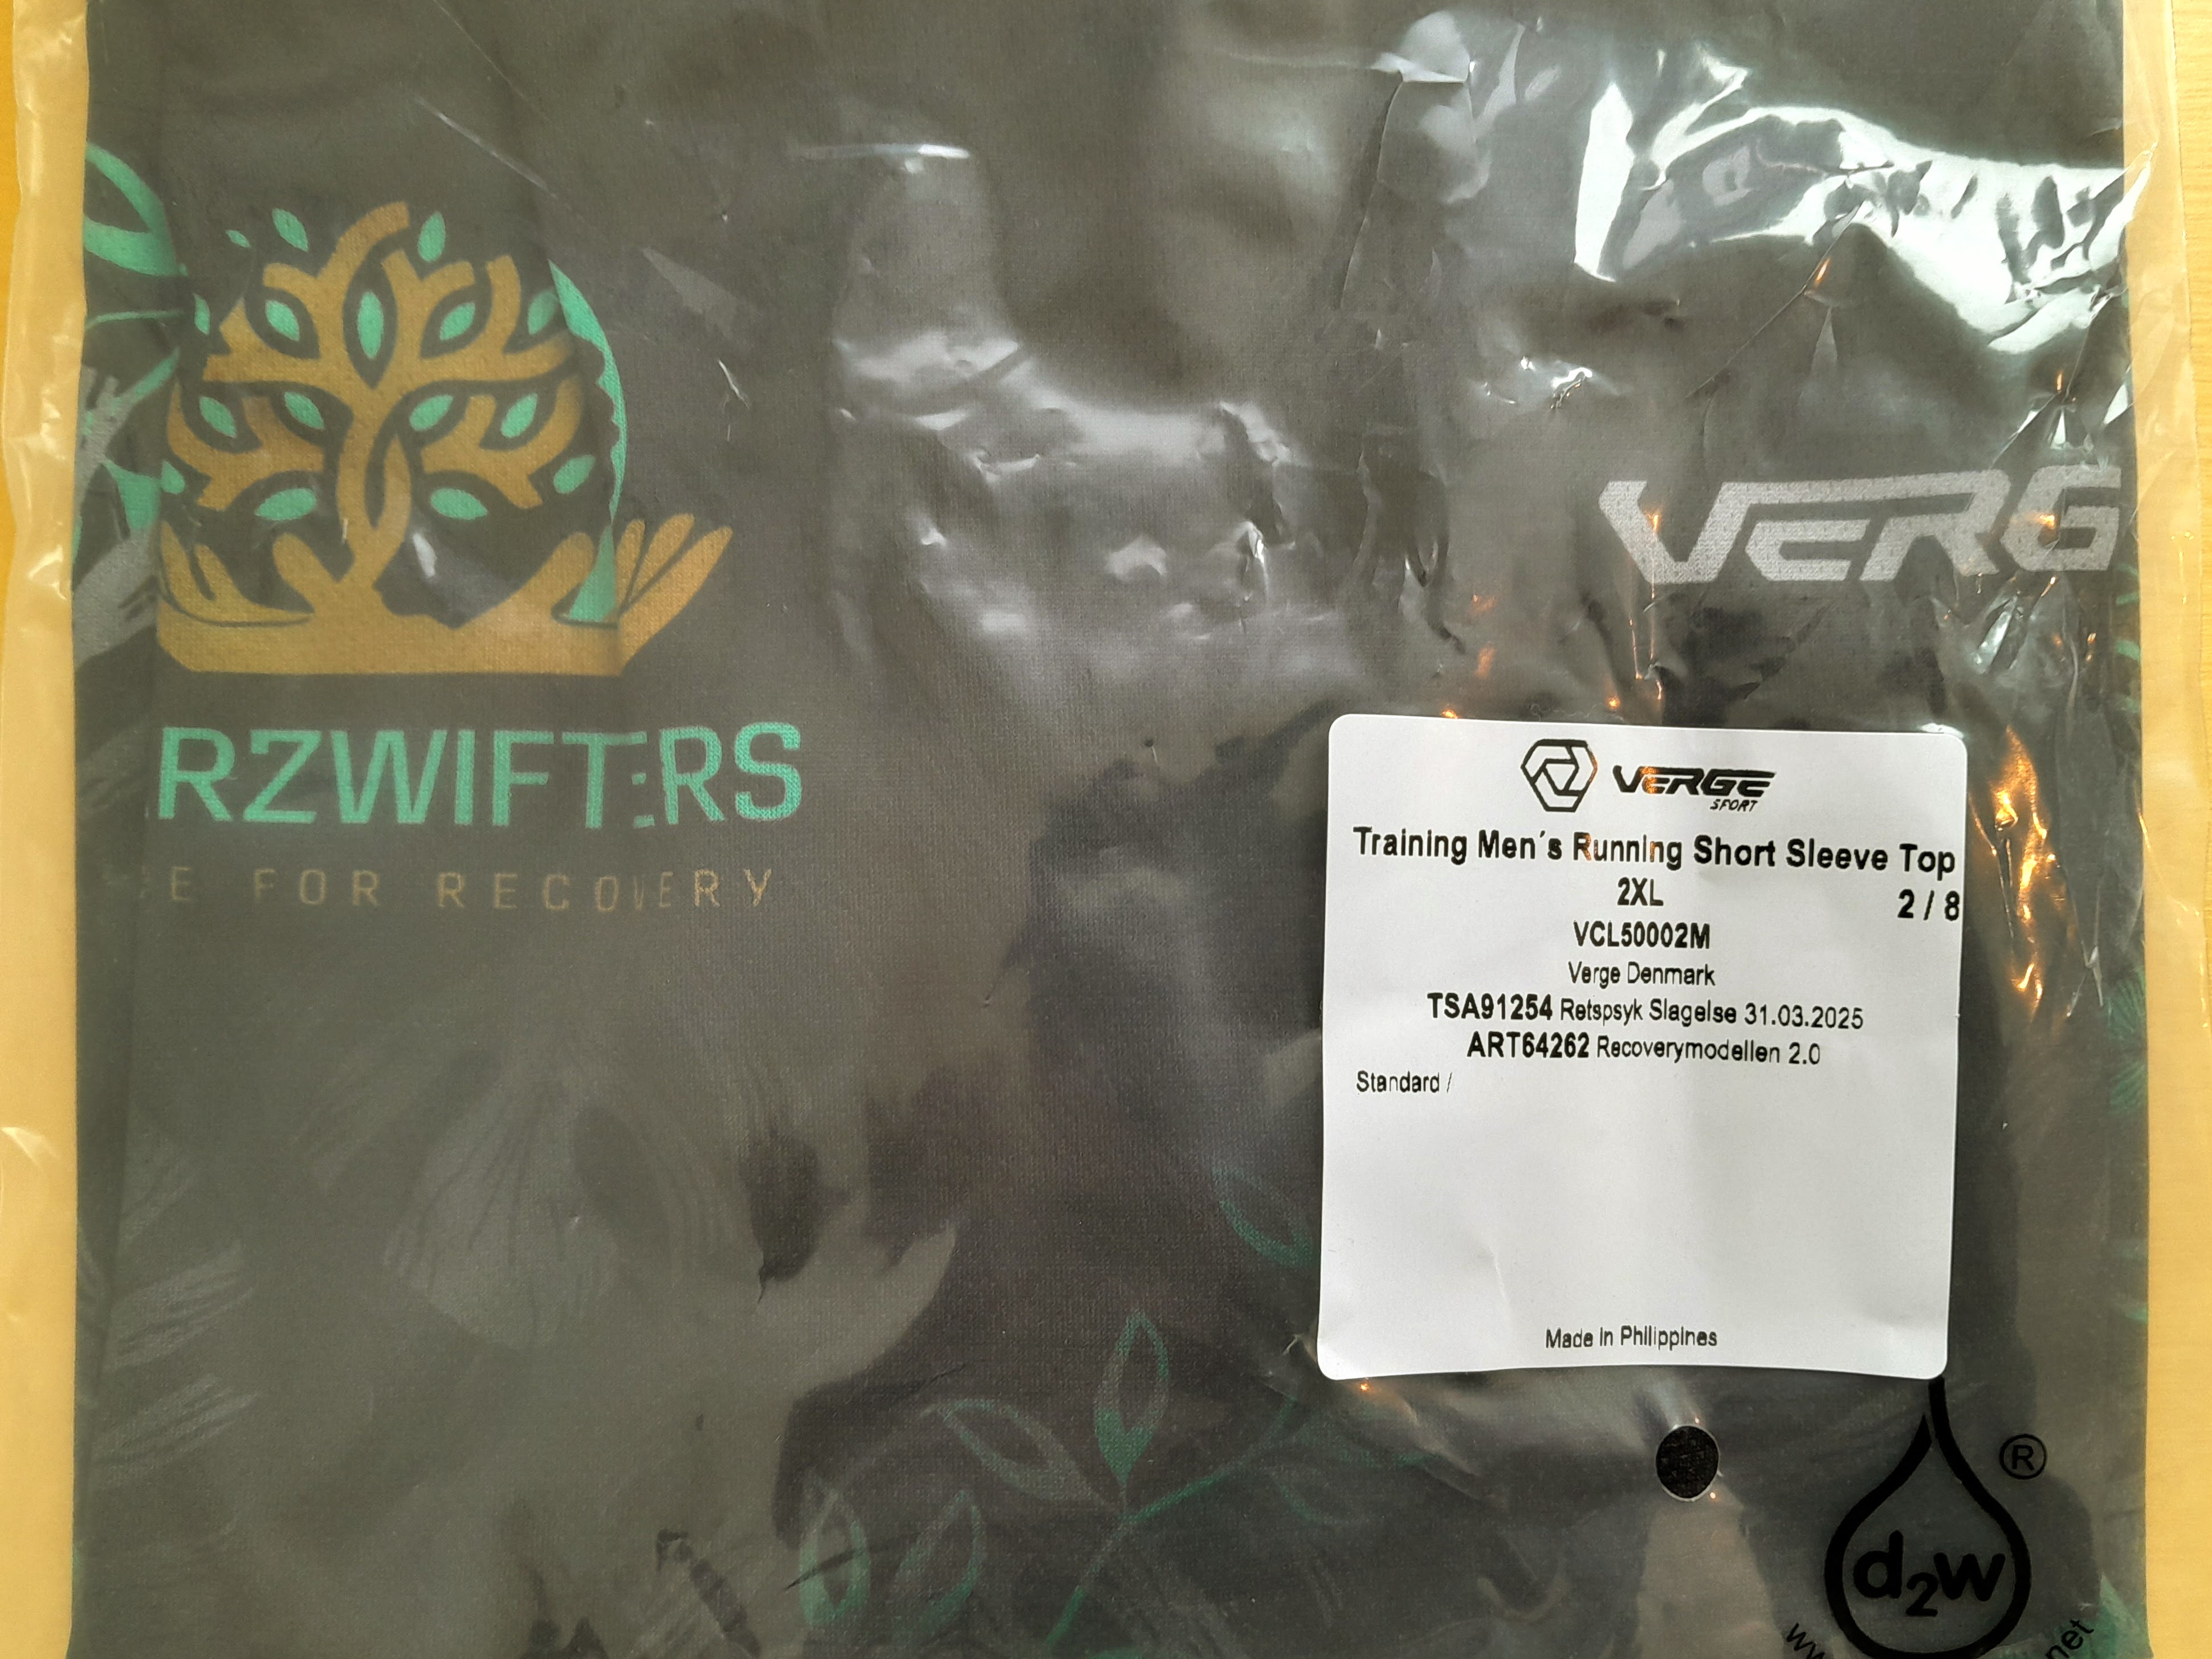 VERG
RZWIFTERS
E FOR RECOVERY
VERGE
SPORT
Training Men´s Running Short Sleeve Top
2XL
2 / 8
VCL50002M
Verge Denmark
TSA91254 Retspsyk Slagelse 31.03.2025
ART64262 Recoverymodellen 2.0
Standard /
Made in Philippines
®
d2w